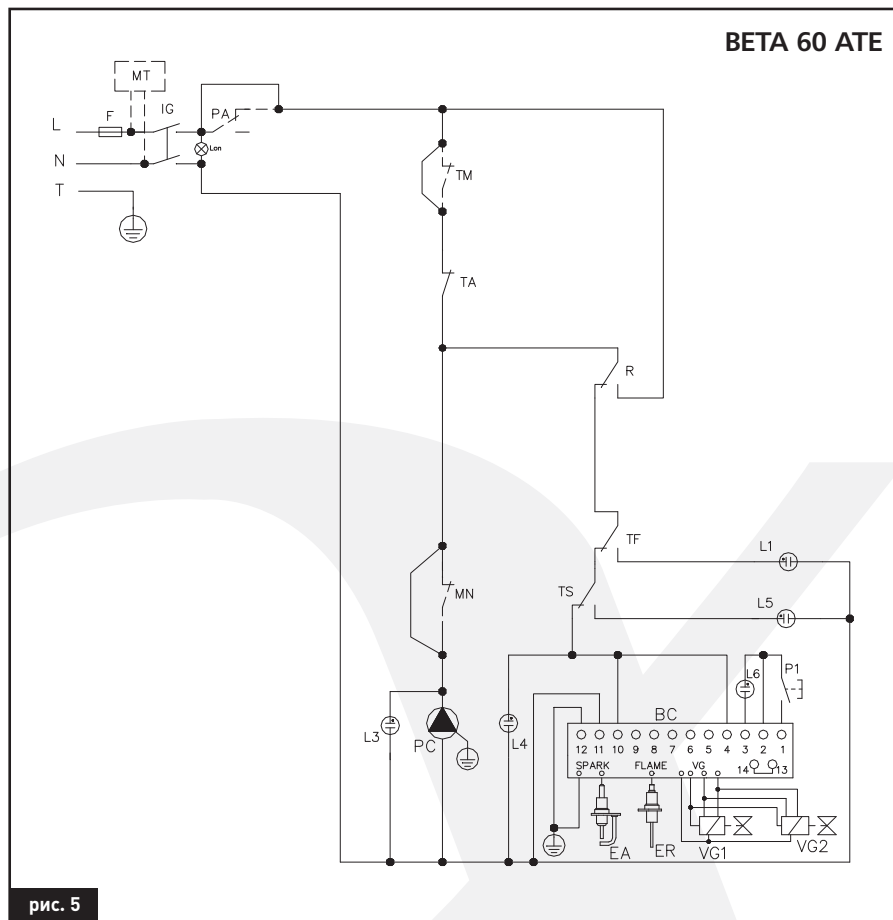 BETA 60 ATE
MT
F
IG
PA
L
Lon
N
TM
T
TA
R
TF
L1
TS
L5
MN
L6
P1
BC
L3
PC
L4
12 11 10 9 8 7 6 5 4 3 2 1
SPARK FLAME VG 14 13
EA
ER
VG1
VG2
рис. 5